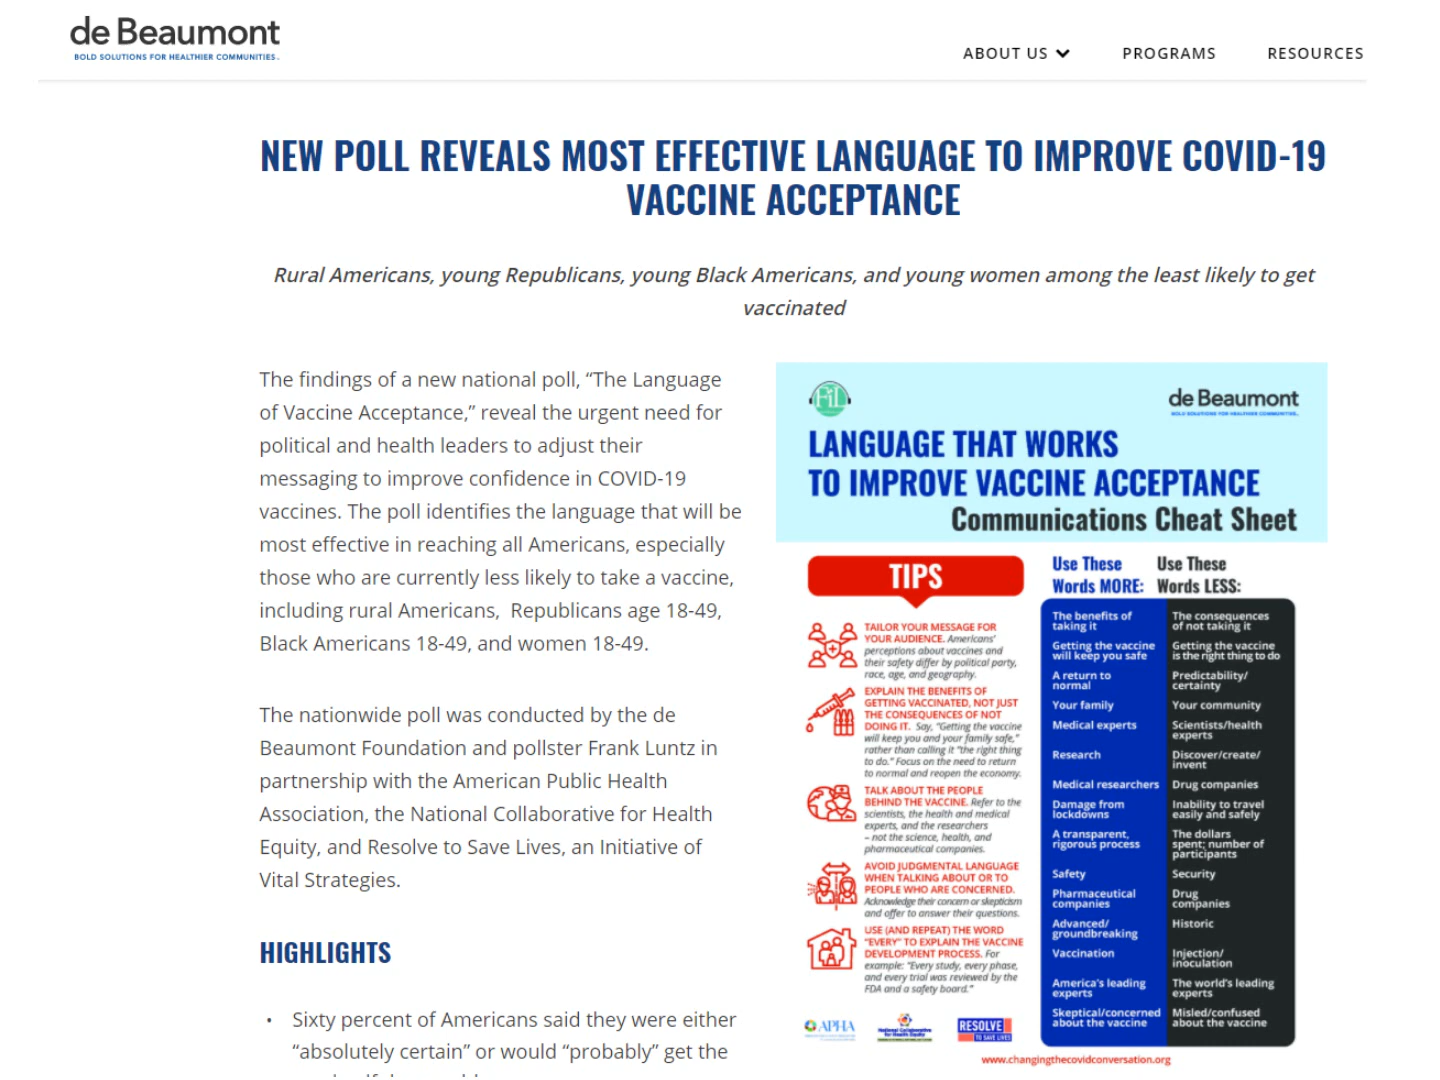 de Beaumont
BOLD SOLUTIONS FOR HEALTHIER COMMUNITIES.
ABOUT US
PROGRAMS
RESOURCES
NEW POLL REVEALS MOST EFFECTIVE LANGUAGE TO IMPROVE COVID-19
VACCINE ACCEPTANCE
Rural Americans, young Republicans, young Black Americans, and young women among the least likely to get
vaccinated
The findings of a new national poll, “The Language
of Vaccine Acceptance,” reveal the urgent need for
political and health leaders to adjust their
messaging to improve confidence in COVID-19
vaccines. The poll identifies the language that will be
most effective in reaching all Americans, especially
those who are currently less likely to take a vaccine,
including rural Americans,  Republicans age 18-49,
Black Americans 18-49, and women 18-49.
The nationwide poll was conducted by the de
Beaumont Foundation and pollster Frank Luntz in
partnership with the American Public Health
Association, the National Collaborative for Health
Equity, and Resolve to Save Lives, an Initiative of
Vital Strategies.
HIGHLIGHTS
• Sixty percent of Americans said they were either
“absolutely certain” or would “probably” get the
FIL
de Beaumont
BOLD SOLUTIONS FOR HEALTHIER COMMUNITIES.
LANGUAGE THAT WORKS
TO IMPROVE VACCINE ACCEPTANCE
Communications Cheat Sheet
TIPS
TAILOR YOUR MESSAGE FOR
YOUR AUDIENCE. Americans’
perceptions about vaccines and
their safety differ by political party,
race, age, and geography.
EXPLAIN THE BENEFITS OF
GETTING VACCINATED, NOT JUST
THE CONSEQUENCES OF NOT
DOING IT. Say, “Getting the vaccine
will keep you and your family safe,”
rather than calling it “the right thing
to do.” Focus on the need to return
to normal and reopen the economy.
TALK ABOUT THE PEOPLE
BEHIND THE VACCINE. Refer to the
scientists, the health and medical
experts, and the researchers
– not the science, health, and
pharmaceutical companies.
AVOID JUDGMENTAL LANGUAGE
WHEN TALKING ABOUT OR TO
PEOPLE WHO ARE CONCERNED.
Acknowledge their concern or skepticism
and offer to answer their questions.
USE (AND REPEAT) THE WORD
“EVERY” TO EXPLAIN THE VACCINE
DEVELOPMENT PROCESS. For
example: “Every study, every phase,
and every trial was reviewed by the
FDA and a safety board.”
Use These
Words MORE:
Use These
Words LESS:
The benefits of
taking it
The consequences
of not taking it
Getting the vaccine
will keep you safe
Getting the vaccine
is the right thing to do
A return to
normal
Predictability/
certainty
Your family
Your community
Medical experts
Scientists/health
experts
Research
Discover/create/
invent
Medical researchers
Drug companies
Damage from
lockdowns
Inability to travel
easily and safely
A transparent,
rigorous process
The dollars
spent; number of
participants
Safety
Security
Pharmaceutical
companies
Drug
companies
Advanced/
groundbreaking
Historic
Vaccination
Injection/
inoculation
America’s leading
experts
The world’s leading
experts
Skeptical/concerned
about the vaccine
Misled/confused
about the vaccine
APHA
National Collaborative
for Health Equity
RESOLVE
TO SAVE LIVES
www.changingthecovidconversation.org